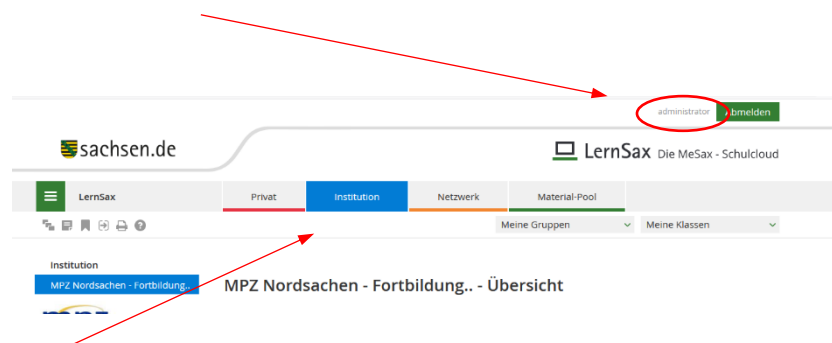 administrator Abmelden
sachsen.de
LernSax Die MeSax - Schulcloud
LernSax Privat Institution Netzwerk Material-Pool
Meine Gruppen Meine Klassen
Institution
MPZ Nordsachen - Fortbildung..
MPZ Nordsachen - Fortbildung.. - Übersicht